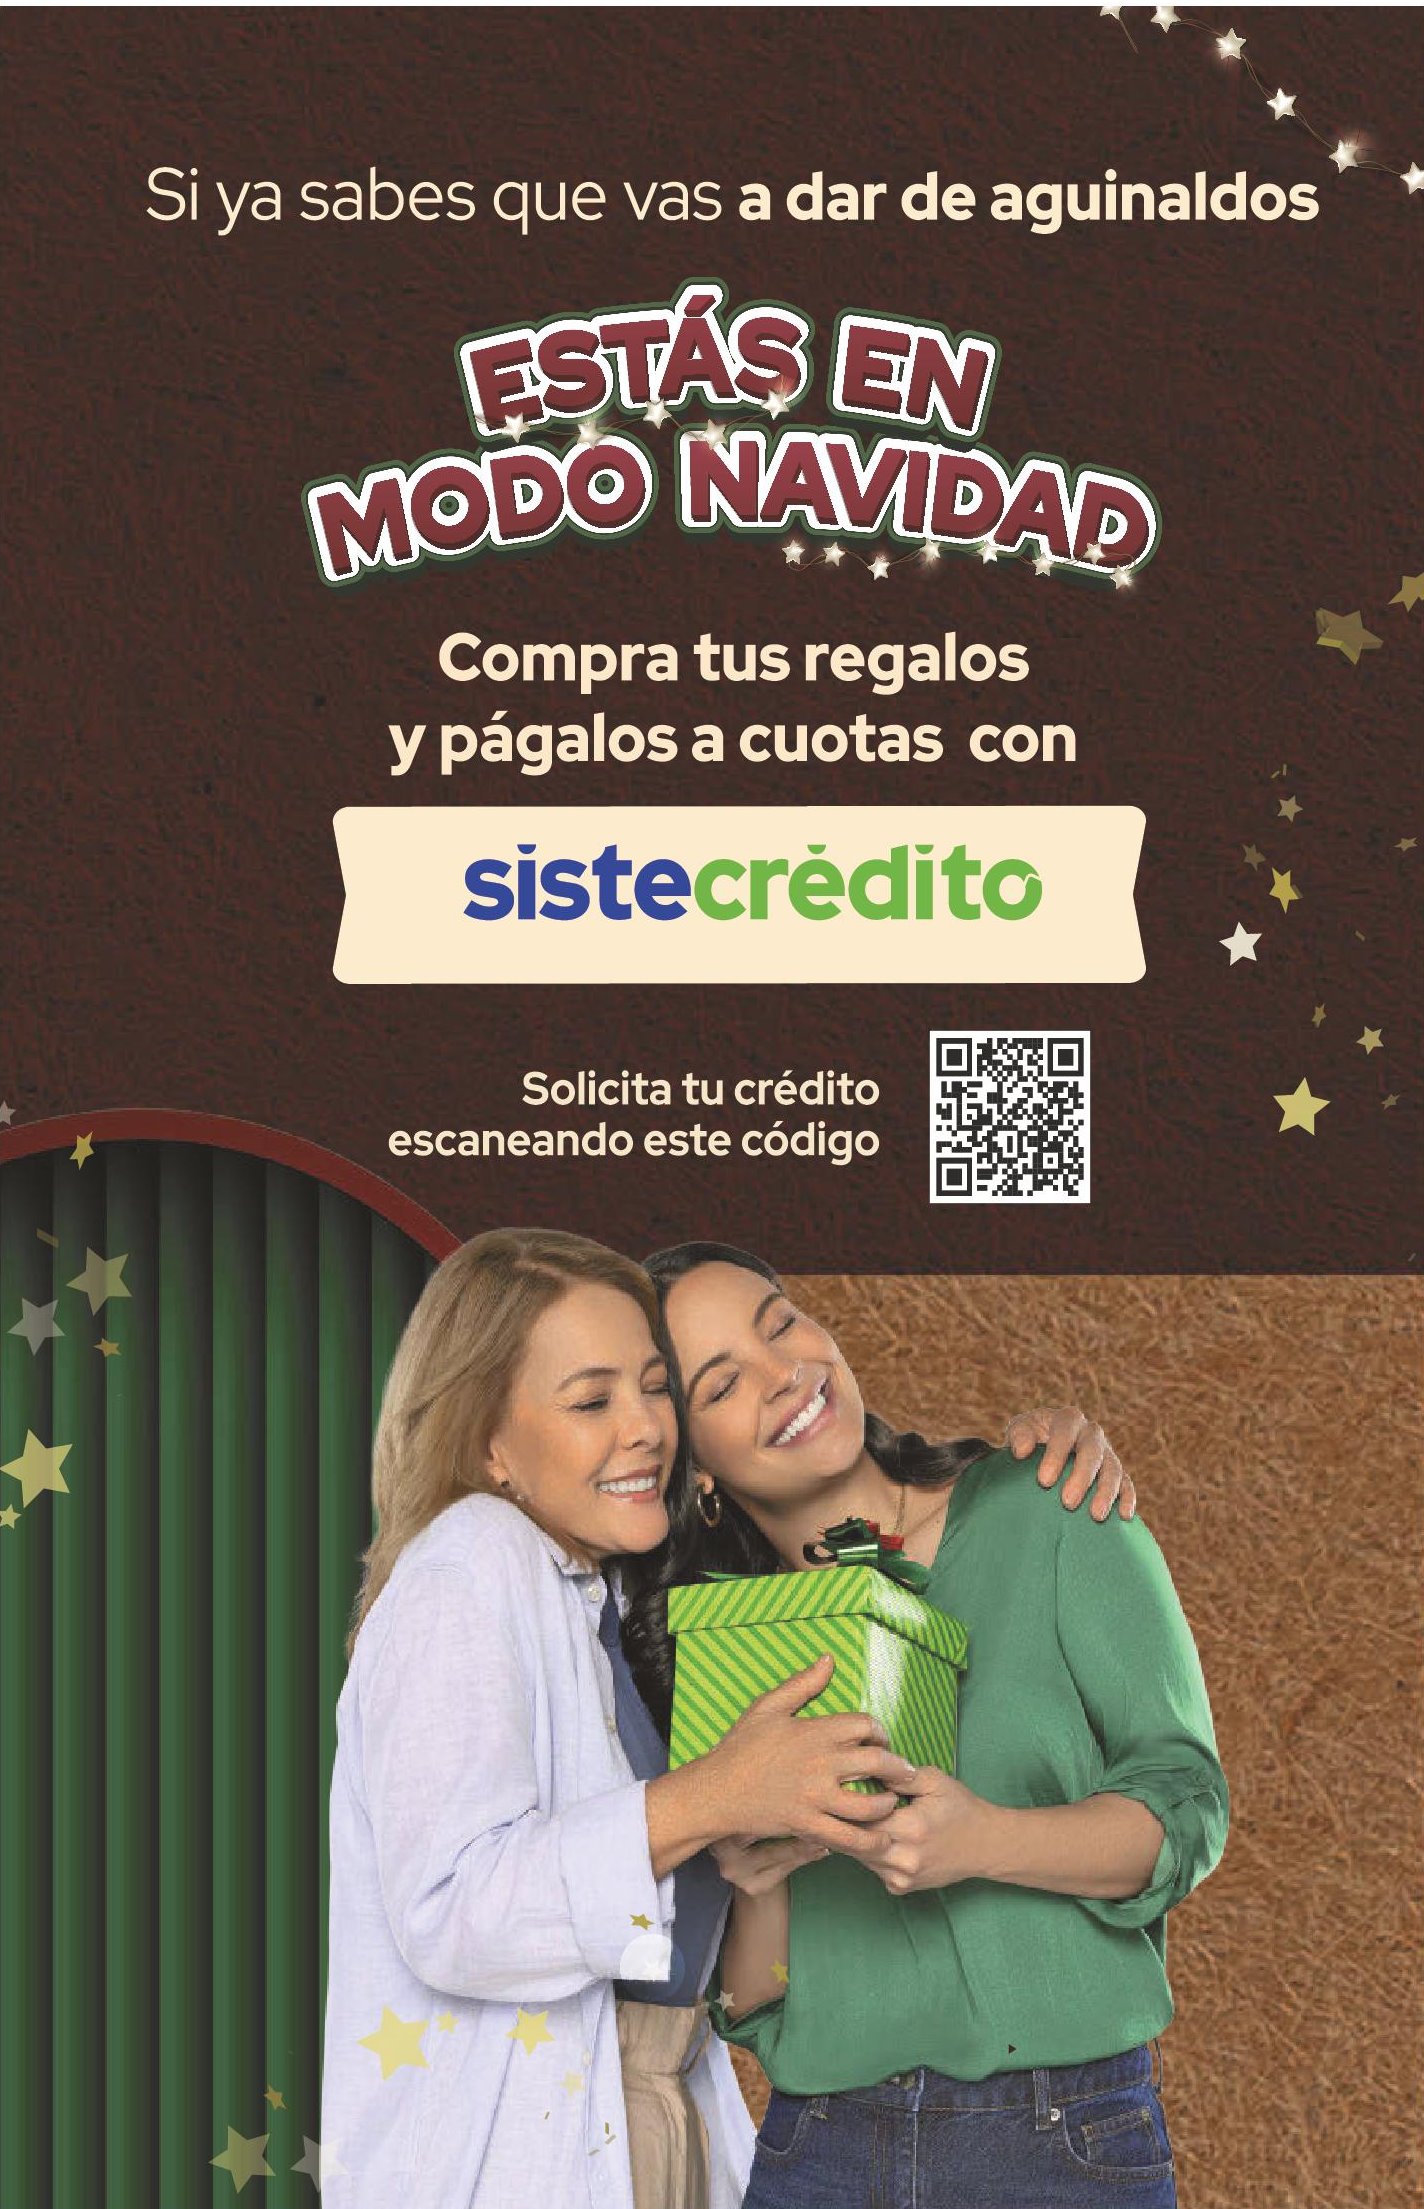 Si ya sabes que vas a dar de aguinaldos
ESTÁS EN
MODO NAVIDAD
Compra tus regalos
y págalos a cuotas con
sistecrédito
Solicita tu crédito
escaneando este código